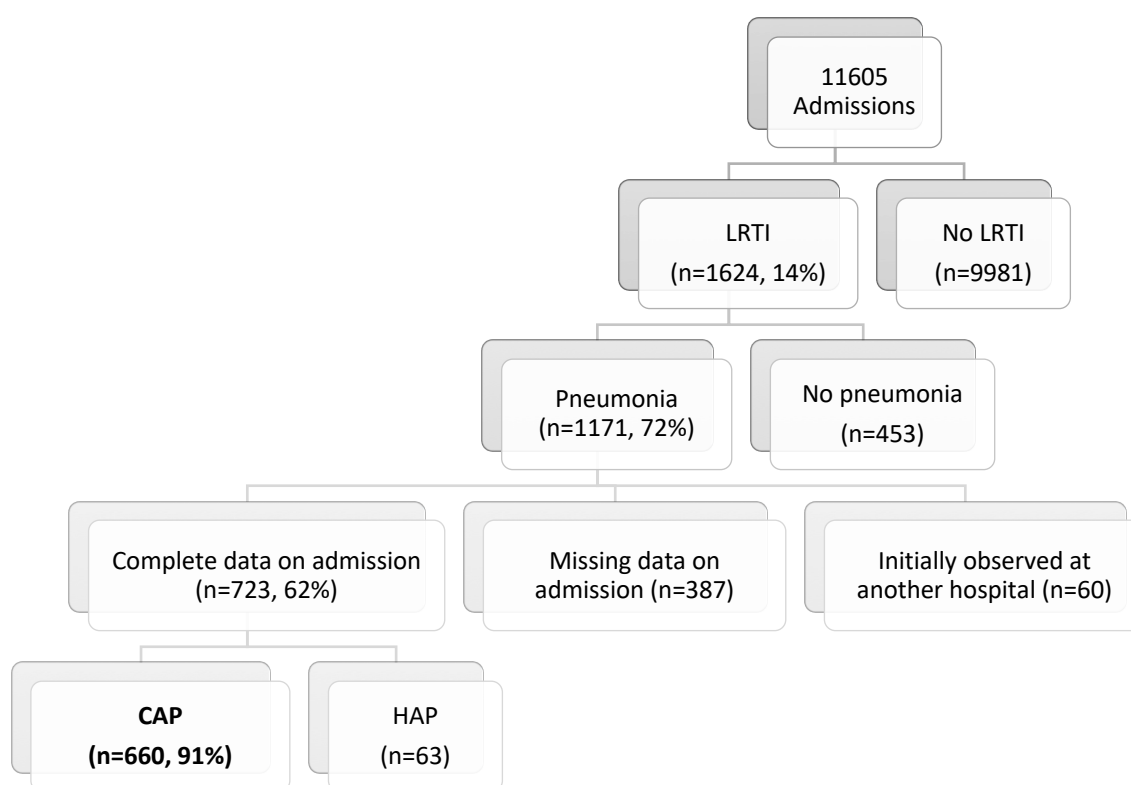 11605
Admissions
LRTI
(n=1624, 14%)
No LRTI
(n=9981)
Pneumonia
(n=1171, 72%)
No pneumonia
(n=453)
Complete data on admission
(n=723, 62%)
Missing data on
admission (n=387)
Initially observed at
another hospital (n=60)
CAP
(n=660, 91%)
HAP
(n=63)